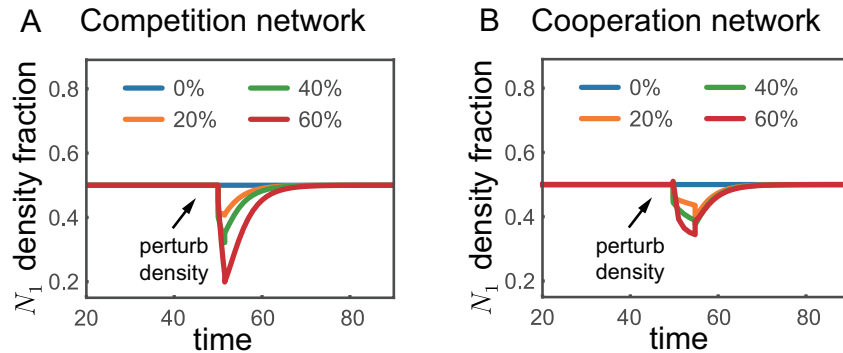 A Competition network
N₁ density fraction
0.8
0.6
0.4
0.2
0% 40%
20% 60%
perturb
density
20 40 60 80
time
B Cooperation network
N₁ density fraction
0.8
0.6
0.4
0.2
0% 40%
20% 60%
perturb
density
20 40 60 80
time